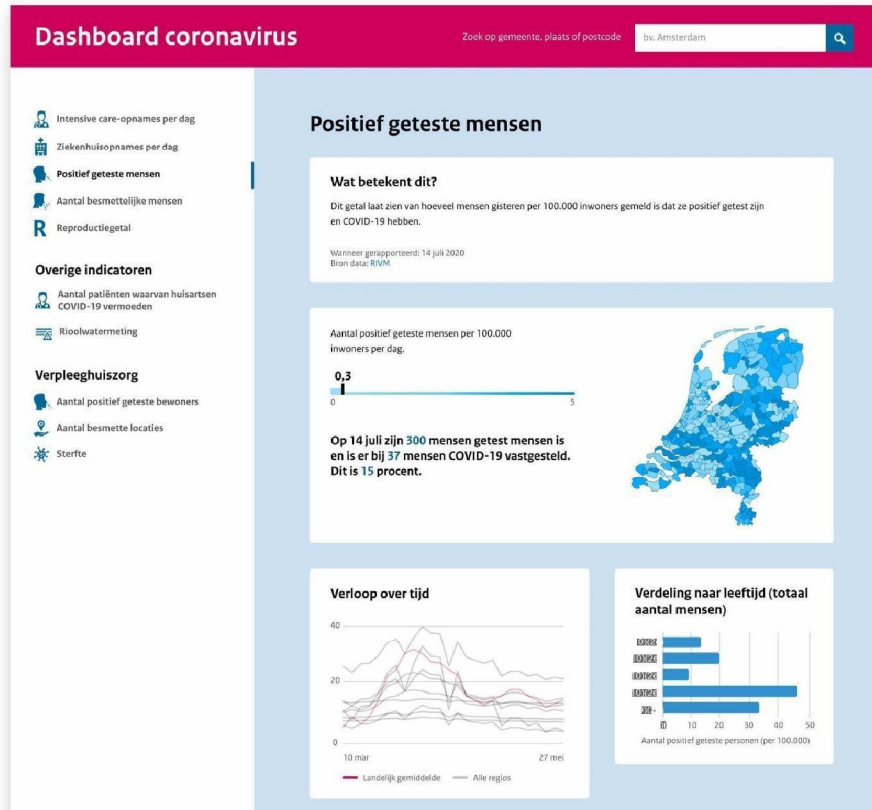 Dashboard coronavirus
Zoek op gemeente, plaats of postcode
bv. Amsterdam
Intensive care-opnames per dag
Ziekenhuisopnames per dag
Positief geteste mensen
Aantal besmettelijke mensen
R Reproductiegetal
Overige indicatoren
Aantal patiënten waarvan huisartsen
COVID-19 vermoeden
Rioolwatermeting
Verpleeghuiszorg
Aantal positief geteste bewoners
Aantal besmette locaties
Sterfte
Positief geteste mensen
Wat betekent dit?
Dit getal laat zien van hoeveel mensen gisteren per 100.000 inwoners gemeld is dat ze positief getest zijn
en COVID-19 hebben.
Wanneer gerapporteerd: 14 juli 2020
Bron data: RIVM
Aantal positief geteste mensen per 100.000
inwoners per dag.
0,3
0 5
Op 14 juli zijn 300 mensen getest mensen is
en is er bij 37 mensen COVID-19 vastgesteld.
Dit is 15 procent.
Verloop over tijd
40
20
0
10 mar 27 mei
Landelijk gemiddelde Alle regios
Verdeling naar leeftijd (totaal
aantal mensen)
10 20 30 40 50
Aantal positief geteste personen (per 100.000)